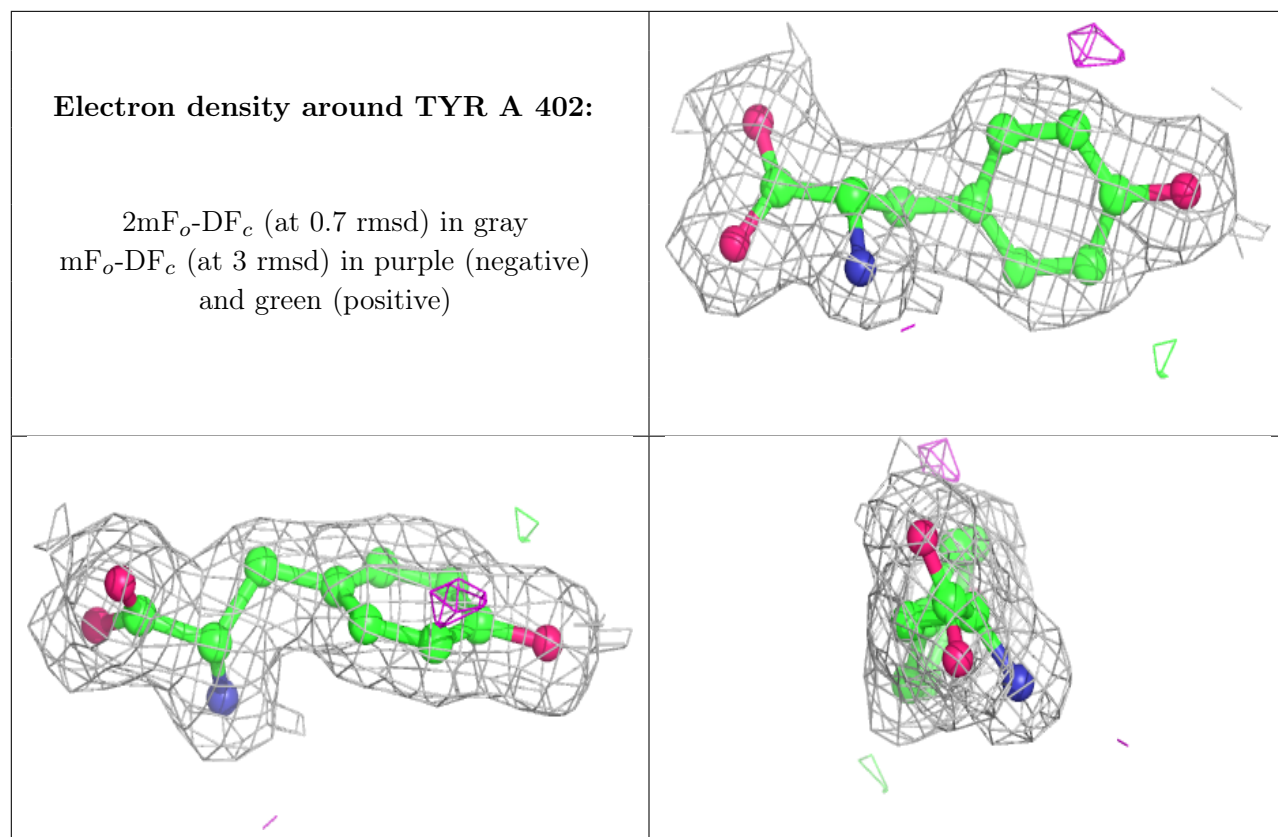 Electron density around TYR A 402:
2mFo-DFc (at 0.7 rmsd) in gray
mFo-DFc (at 3 rmsd) in purple (negative)
and green (positive)